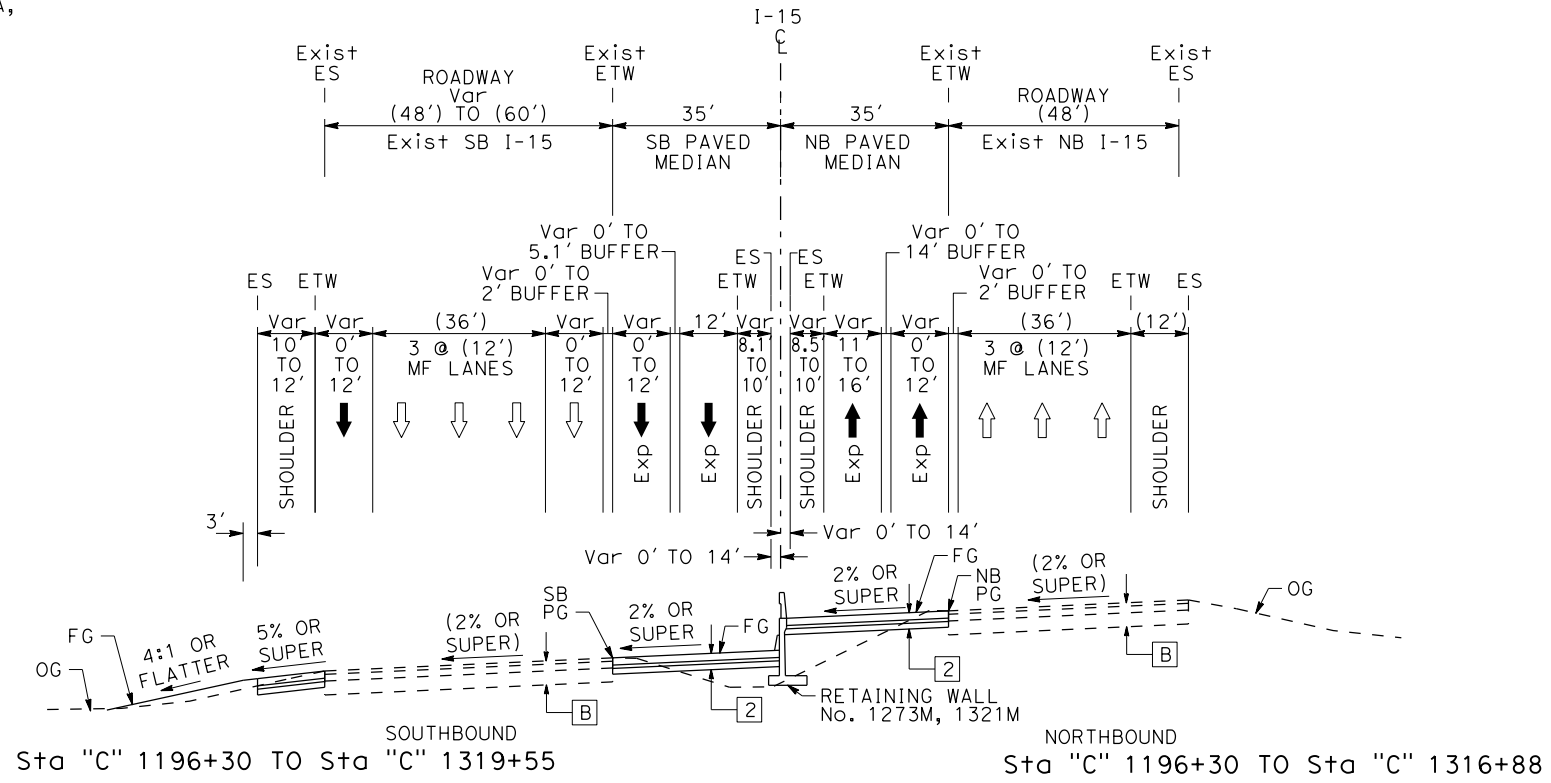 A,
I-15
CL
Exist
ES
ROADWAY
Var
(48') TO (60')
Exist SB I-15
Exist
ETW
35'
SB PAVED
MEDIAN
35'
NB PAVED
MEDIAN
Exist
ETW
ROADWAY
(48')
Exist NB I-15
Exist
ES
Var 0' TO
5.1' BUFFER
Var 0' TO
2' BUFFER
Var 0' TO
14' BUFFER
Var 0' TO
2' BUFFER
ES
ETW
ETW
ES
ES
ETW
ETW
ES
Var
10'
TO
12'
SHOULDER
Var
0'
TO
12'
(36')
3 @ (12')
MF LANES
Var
0'
TO
12'
Var
0'
TO
12'
Exp
12'
Exp
Var
8.1'
TO
10'
SHOULDER
Var
8.5'
TO
10'
SHOULDER
Var
11'
TO
16'
Exp
Var
0'
TO
12'
Exp
(36')
3 @ (12')
MF LANES
(12')
SHOULDER
3'
Var 0' TO 14'
Var 0' TO 14'
OG
FG
4:1 OR
FLATTER
5% OR
SUPER
(2% OR
SUPER)
SB
PG
2% OR
SUPER
FG
2% OR
SUPER
FG
NB
PG
(2% OR
SUPER)
OG
B
2
2
B
RETAINING WALL
No. 1273M, 1321M
SOUTHBOUND
Sta "C" 1196+30 TO Sta "C" 1319+55
NORTHBOUND
Sta "C" 1196+30 TO Sta "C" 1316+88